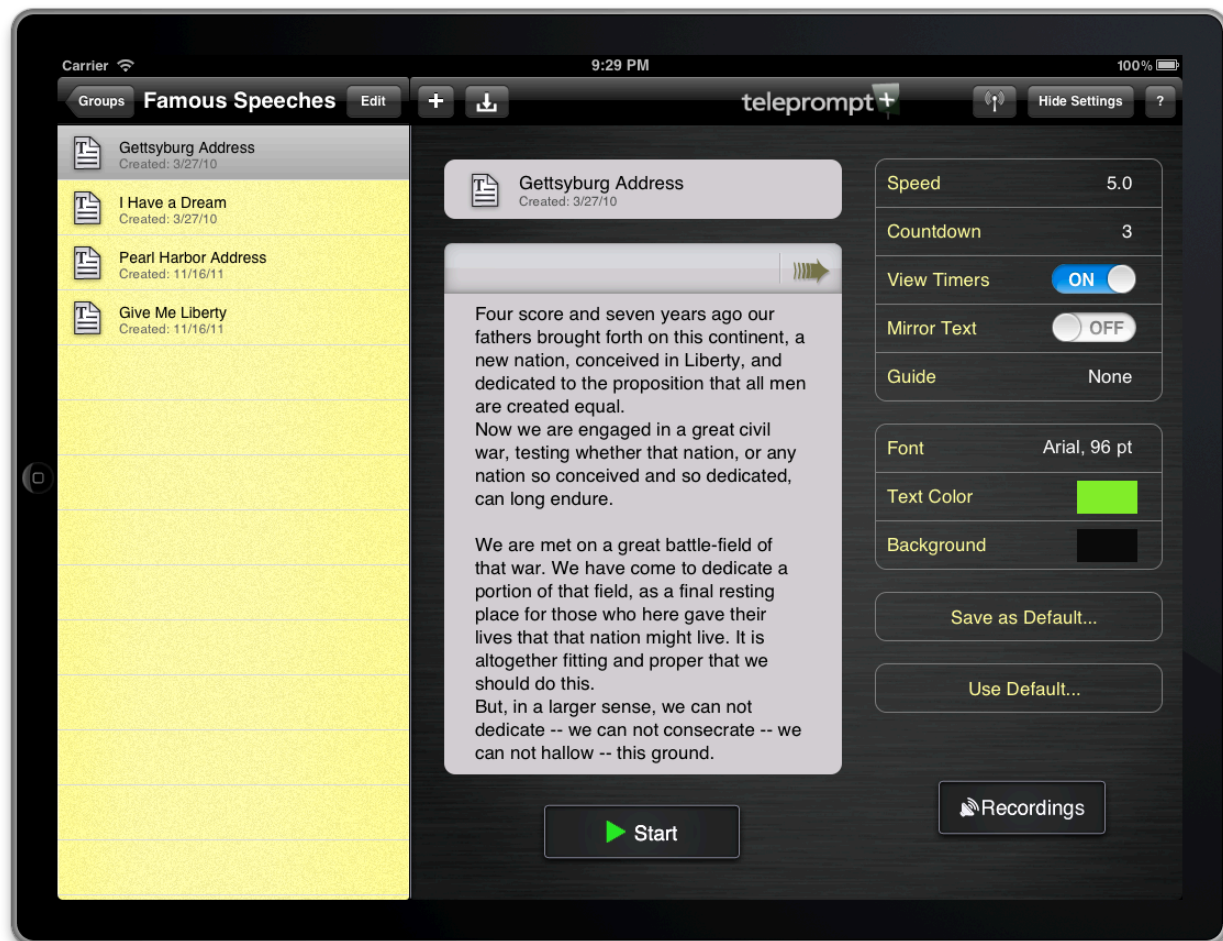 Carrier 9:29 PM 100%
Groups Famous Speeches Edit + teleprompt+ Hide Settings ?
Gettsyburg Address
Created: 3/27/10
I Have a Dream
Created: 3/27/10
Pearl Harbor Address
Created: 11/16/11
Give Me Liberty
Created: 11/16/11
Gettsyburg Address
Created: 3/27/10
Four score and seven years ago our
fathers brought forth on this continent, a
new nation, conceived in Liberty, and
dedicated to the proposition that all men
are created equal.
Now we are engaged in a great civil
war, testing whether that nation, or any
nation so conceived and so dedicated,
can long endure.
We are met on a great battle-field of
that war. We have come to dedicate a
portion of that field, as a final resting
place for those who here gave their
lives that that nation might live. It is
altogether fitting and proper that we
should do this.
But, in a larger sense, we can not
dedicate -- we can not consecrate -- we
can not hallow -- this ground.
Start
Speed 5.0
Countdown 3
View Timers ON
Mirror Text OFF
Guide None
Font Arial, 96 pt
Text Color
Background
Save as Default...
Use Default...
Recordings